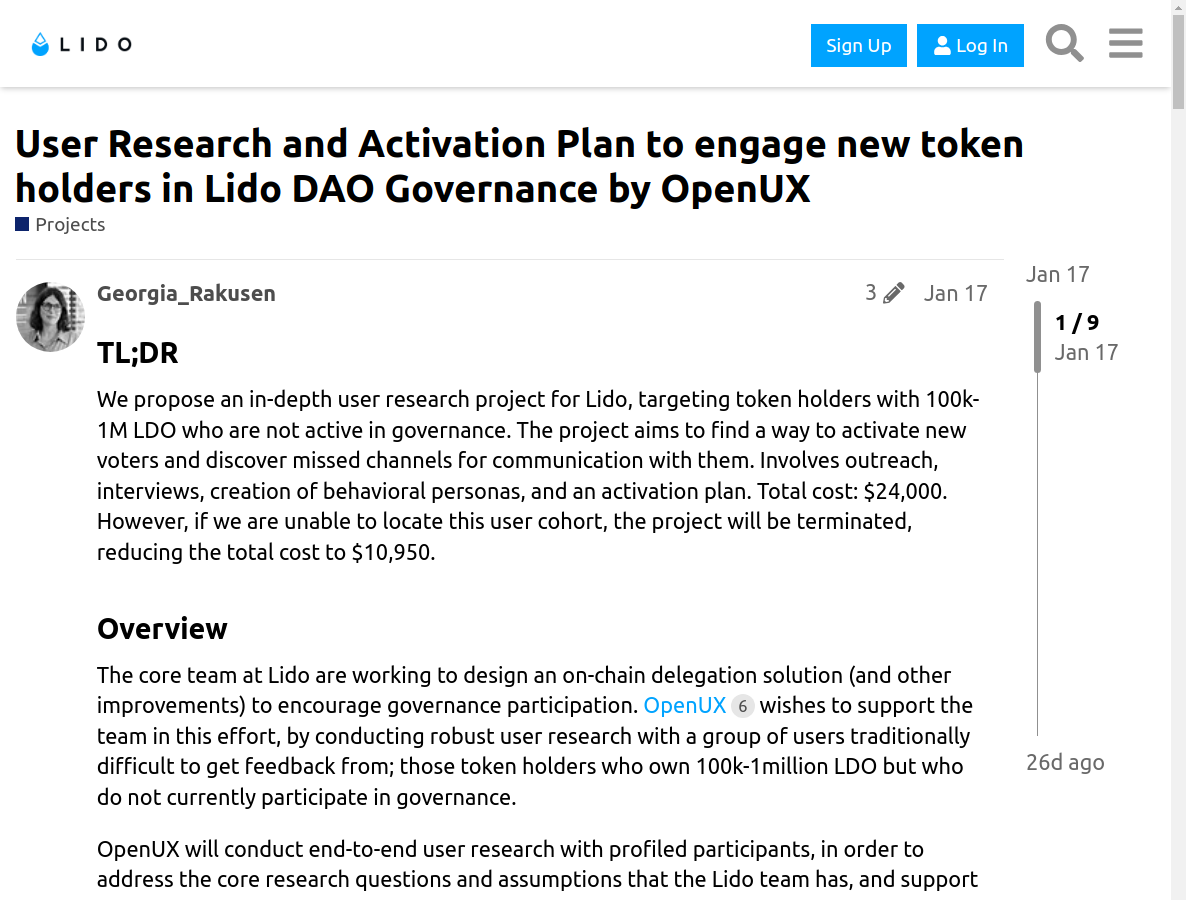 LIDO
Sign Up
Log In
User Research and Activation Plan to engage new token
holders in Lido DAO Governance by OpenUX
Projects
Georgia_Rakusen
3
Jan 17
Jan 17
1 / 9
Jan 17
TL;DR
We propose an in-depth user research project for Lido, targeting token holders with 100k-
1M LDO who are not active in governance. The project aims to find a way to activate new
voters and discover missed channels for communication with them. Involves outreach,
interviews, creation of behavioral personas, and an activation plan. Total cost: $24,000.
However, if we are unable to locate this user cohort, the project will be terminated,
reducing the total cost to $10,950.
Overview
The core team at Lido are working to design an on-chain delegation solution (and other
improvements) to encourage governance participation. OpenUX 6 wishes to support the
team in this effort, by conducting robust user research with a group of users traditionally
difficult to get feedback from; those token holders who own 100k-1million LDO but who
do not currently participate in governance.
26d ago
OpenUX will conduct end-to-end user research with profiled participants, in order to
address the core research questions and assumptions that the Lido team has, and support